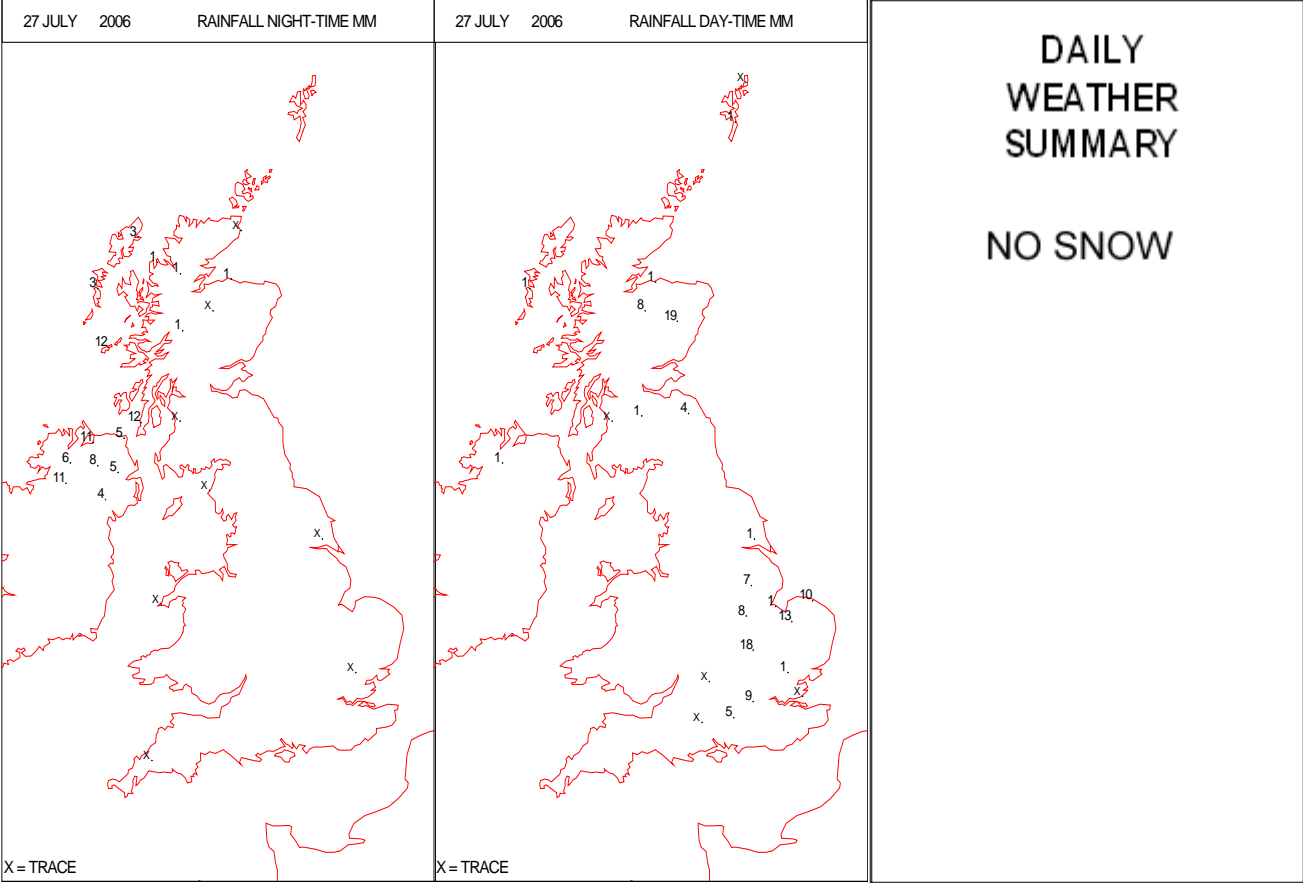 27 JULY 2006 RAINFALL NIGHT-TIME MM
3
X
1
1
1
3
X
1
12
12
X
5
11
6
8
5
11
4
X
X
X
X
X
X = TRACE
27 JULY 2006 RAINFALL DAY-TIME MM
X
1
1
1
8
19
X
1
4
1
1
7
1
10
8
13
18
1
X
X
9
5
X
X = TRACE
DAILY
WEATHER
SUMMARY
NO SNOW